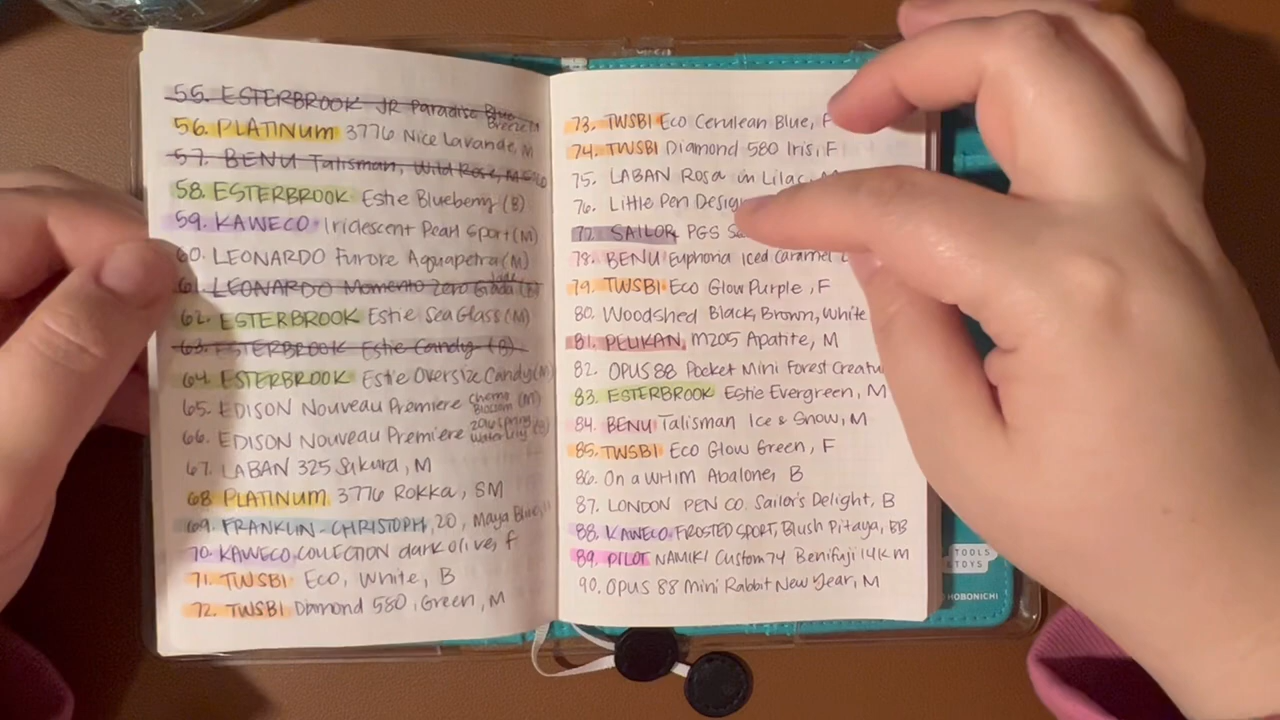 55. ESTERBROOK JR Paradise Blue Breeze
56. PLATINUM 3776 Nice Lavande, M
57. BENU Talisman, Wild Rose, M
58. ESTERBROOK Estie Blueberry (B)
59. KAWECO Iridescent Pearl Sport (M)
60. LEONARDO Furore Aquapetra (M)
61. LEONARDO Momento Zero Jade (B)
62. ESTERBROOK Estie Sea Glass (M)
63. ESTERBROOK Estie Candy (B)
64. ESTERBROOK Estie Oversize Candy (M)
65. EDISON Nouveau Premiere Cherry Blossom (M)
66. EDISON Nouveau Premiere 2016 Spring Waterlily (B)
67. LABAN 325 Sakura, M
68. PLATINUM 3776 Rokka, SM
69. FRANKLIN-CHRISTOPH, 20, Maya Blue,
70. KAWECO COLLECTION dark olive, f
71. TWSBI Eco, White, B
72. TWSBI Diamond 580, Green, M
73. TWSBI Eco Cerulean Blue, F
74. TWSBI Diamond 580 Iris, F
75. LABAN Rosa in Lilac,
76. Little Pen
77. SAILOR PGS
78. BENU Euphoria Iced Caramel
79. TWSBI Eco Glow Purple, F
80. Woodshed Black, Brown, White
81. PELIKAN, M205 Apatite, M
82. OPUS 88 Pocket Mini Forest
83. ESTERBROOK Estie Evergreen, M
84. BENU Talisman Ice & Snow, M
85. TWSBI Eco Glow Green, F
86. On a WHIM Abalone, B
87. LONDON PEN CO. Sailor's Delight, B
88. KAWECO FROSTED SPORT, Blush Pitaya, BB
89. PILOT NAMIKI Custom 74 Benifuji 14K M
90. OPUS 88 Mini Rabbit New Year, M
TOOLS
&TOYS
HOBONICHI